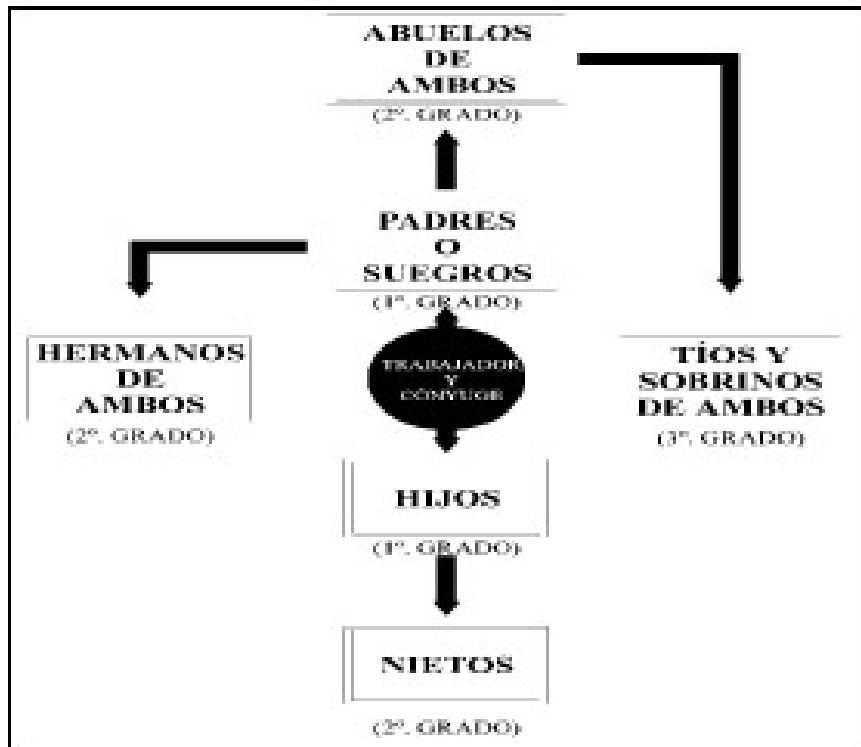 ABUELOS
DE
AMBOS
(2º. GRADO)
PADRES
O
SUEGROS
(1º. GRADO)
HERMANOS
DE
AMBOS
(2º. GRADO)
TRABAJADOR
Y
CÓNYUGE
TÍOS Y
SOBRINOS
DE AMBOS
(3º. GRADO)
HIJOS
(1º. GRADO)
NIETOS
(2º. GRADO)